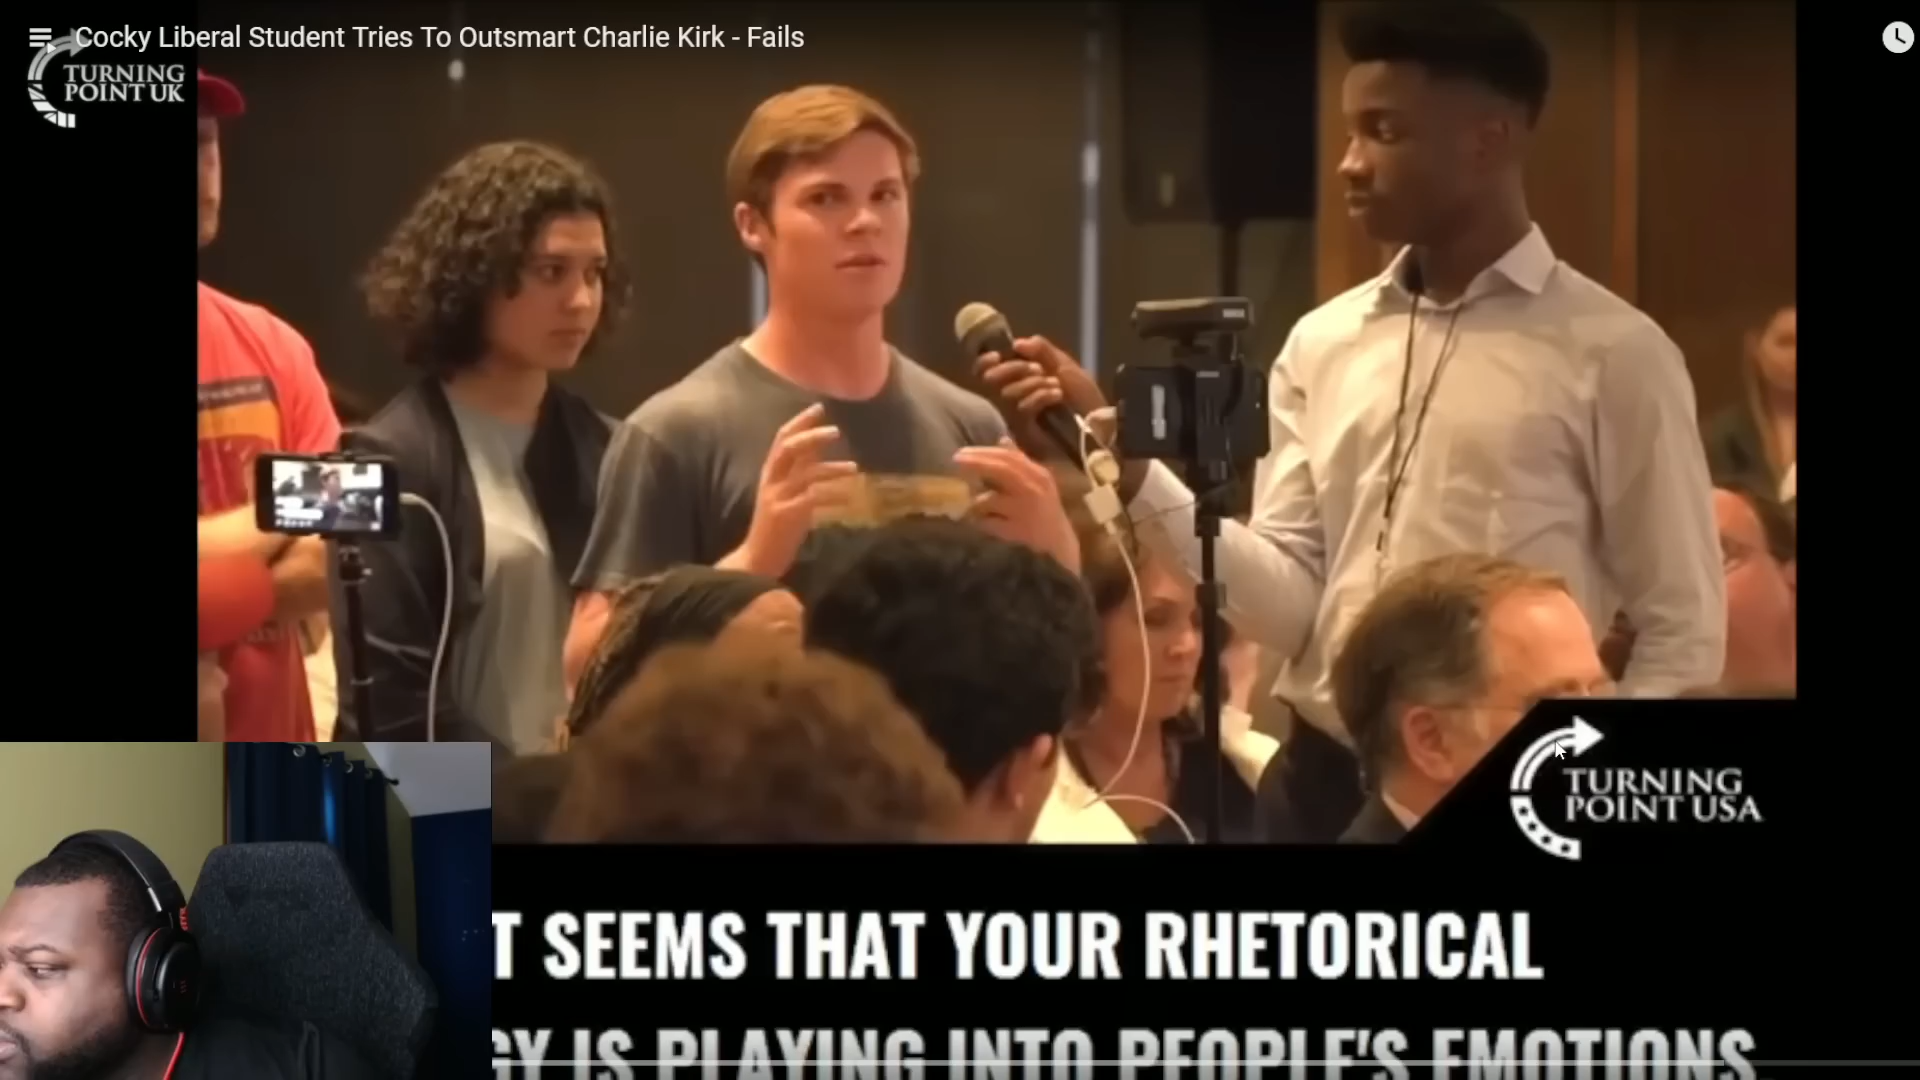 Cocky Liberal Student Tries To Outsmart Charlie Kirk - Fails
TURNING
POINT UK
TURNING
POINT USA
T SEEMS THAT YOUR RHETORICAL
GY IS PLAYING INTO PEOPLE'S EMOTIONS